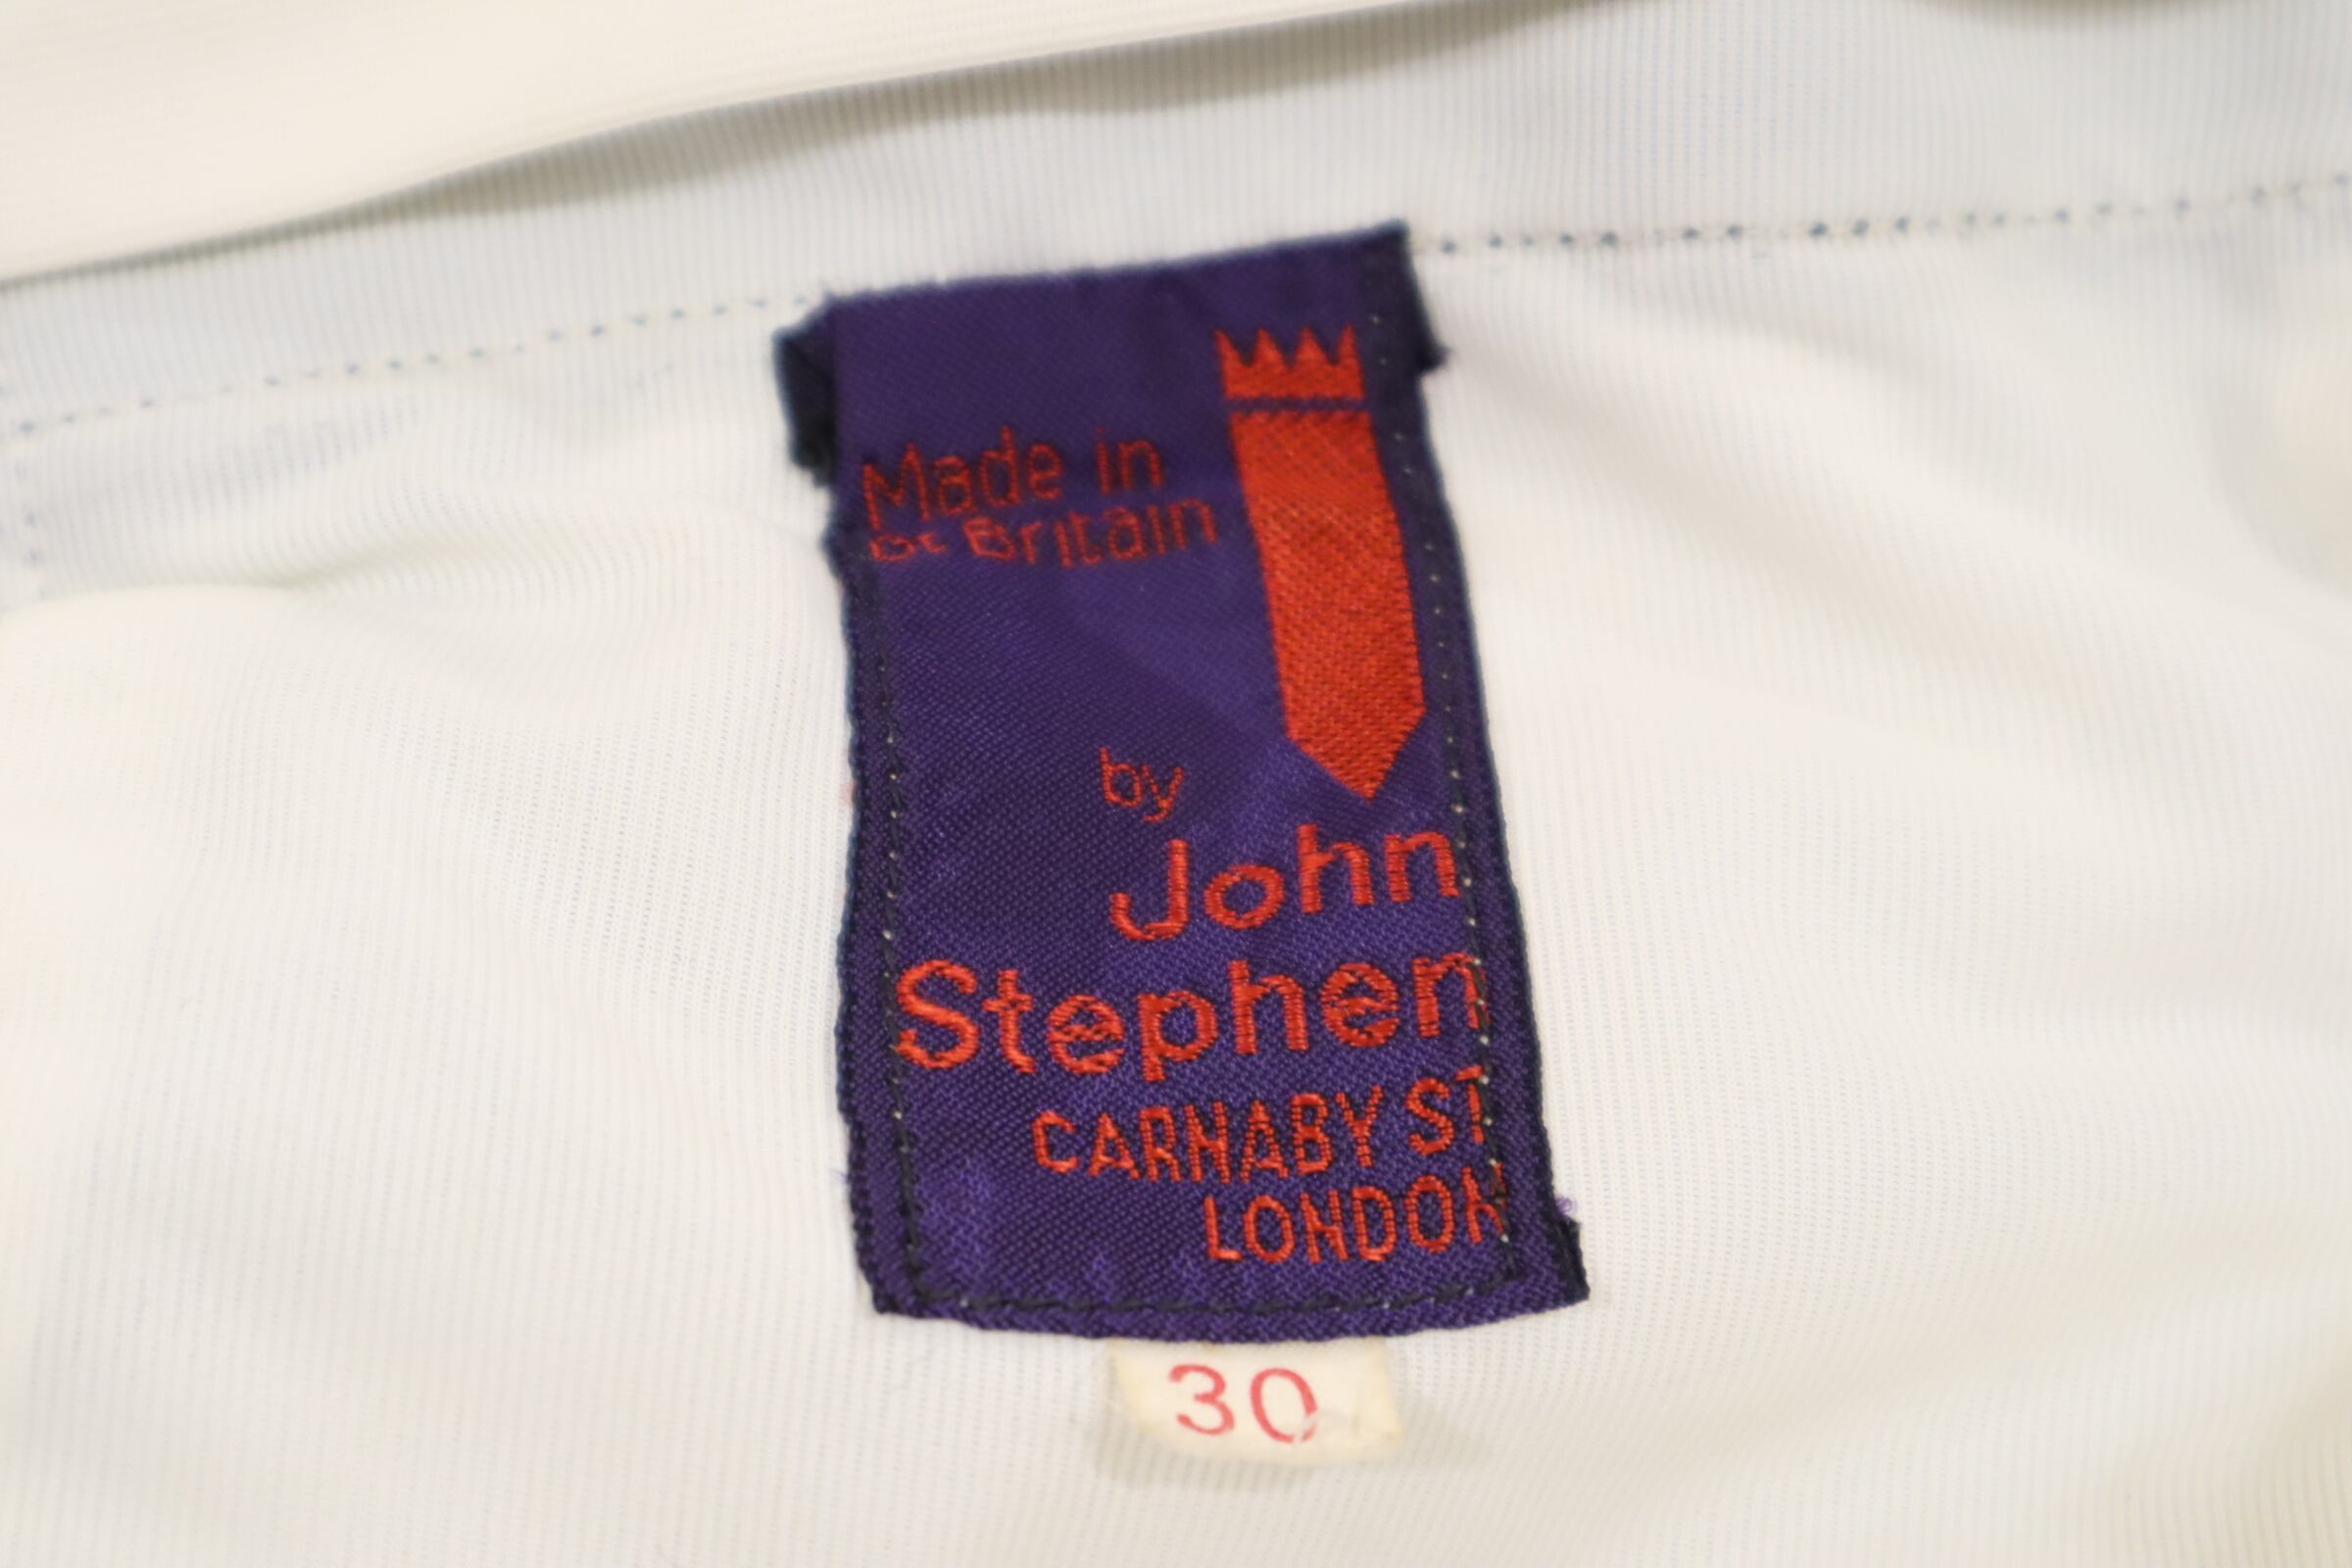 Made in
Gt Britain
by
John
Stephen
CARNABY ST
LONDON
30